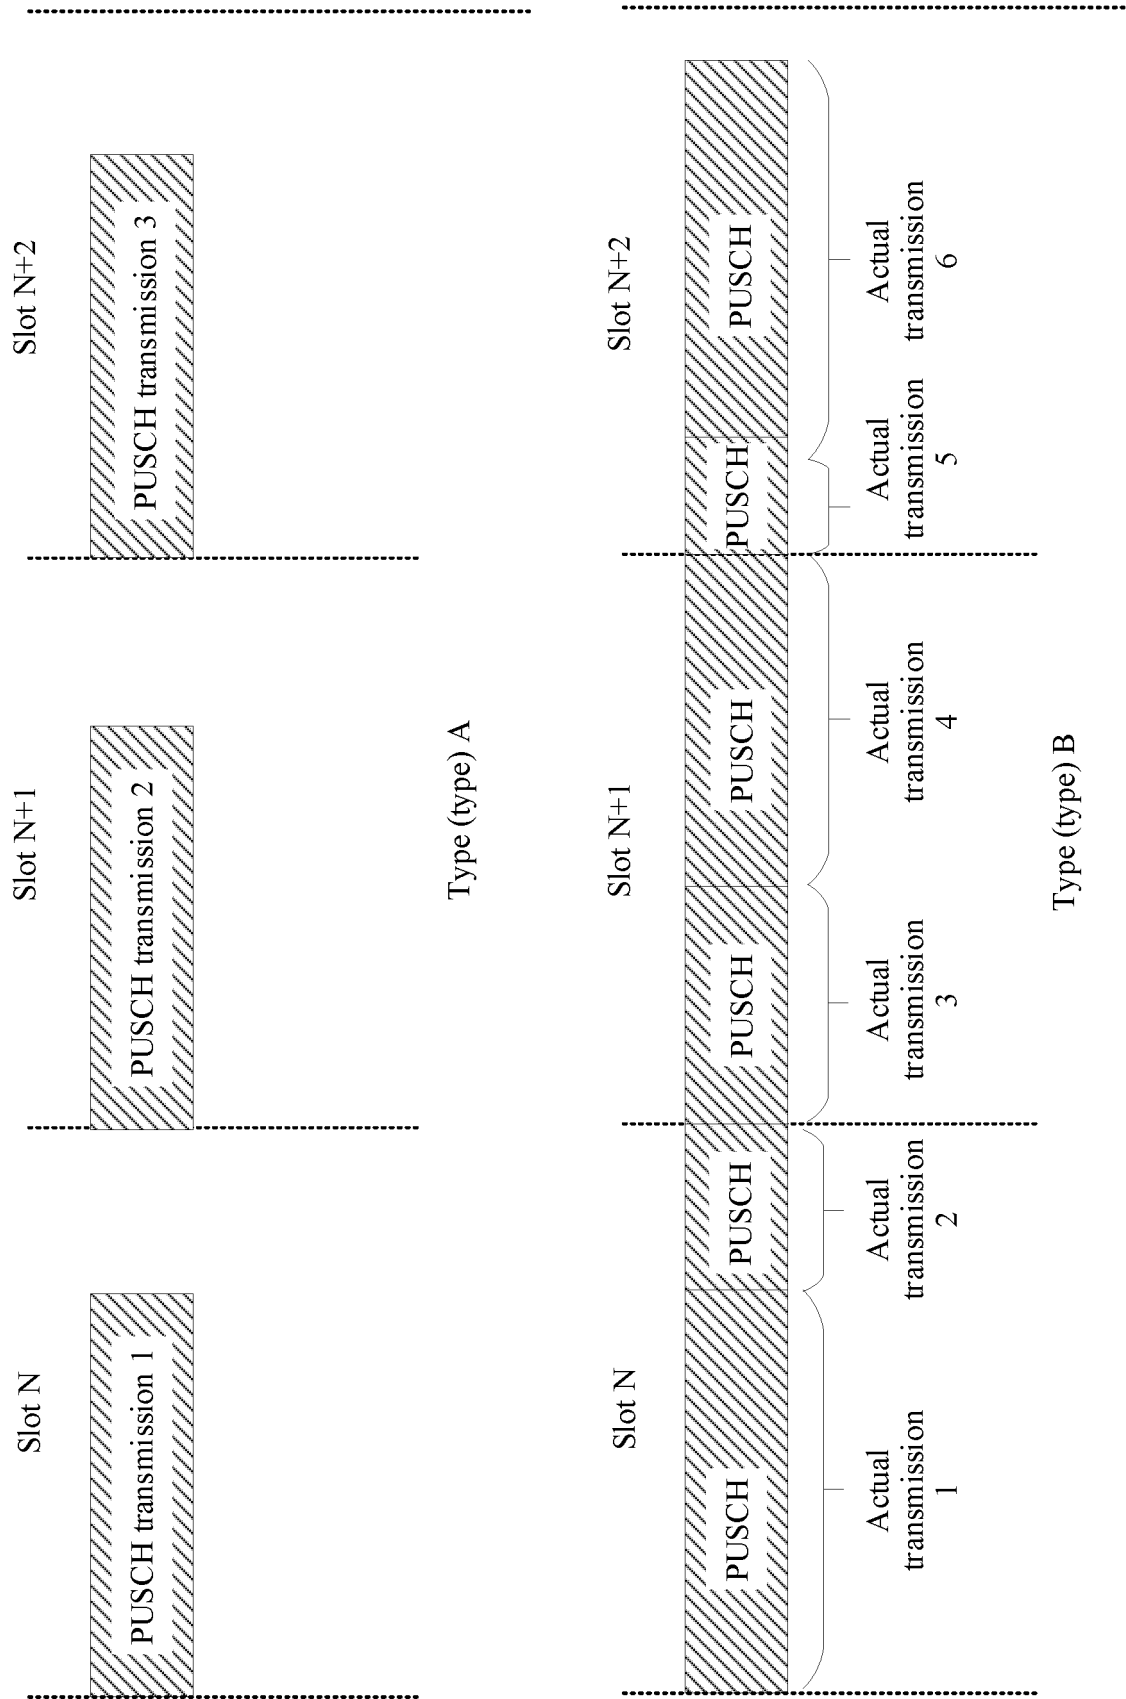 Slot N
Slot N+1
Slot N+2
PUSCH transmission 1
PUSCH transmission 2
PUSCH transmission 3
Type (type) A
Slot N
Slot N+1
Slot N+2
PUSCH
PUSCH
PUSCH
PUSCH
PUSCH
PUSCH
Actual
transmission
1
Actual
transmission
2
Actual
transmission
3
Actual
transmission
4
Actual
transmission
5
Actual
transmission
6
Type (type) B